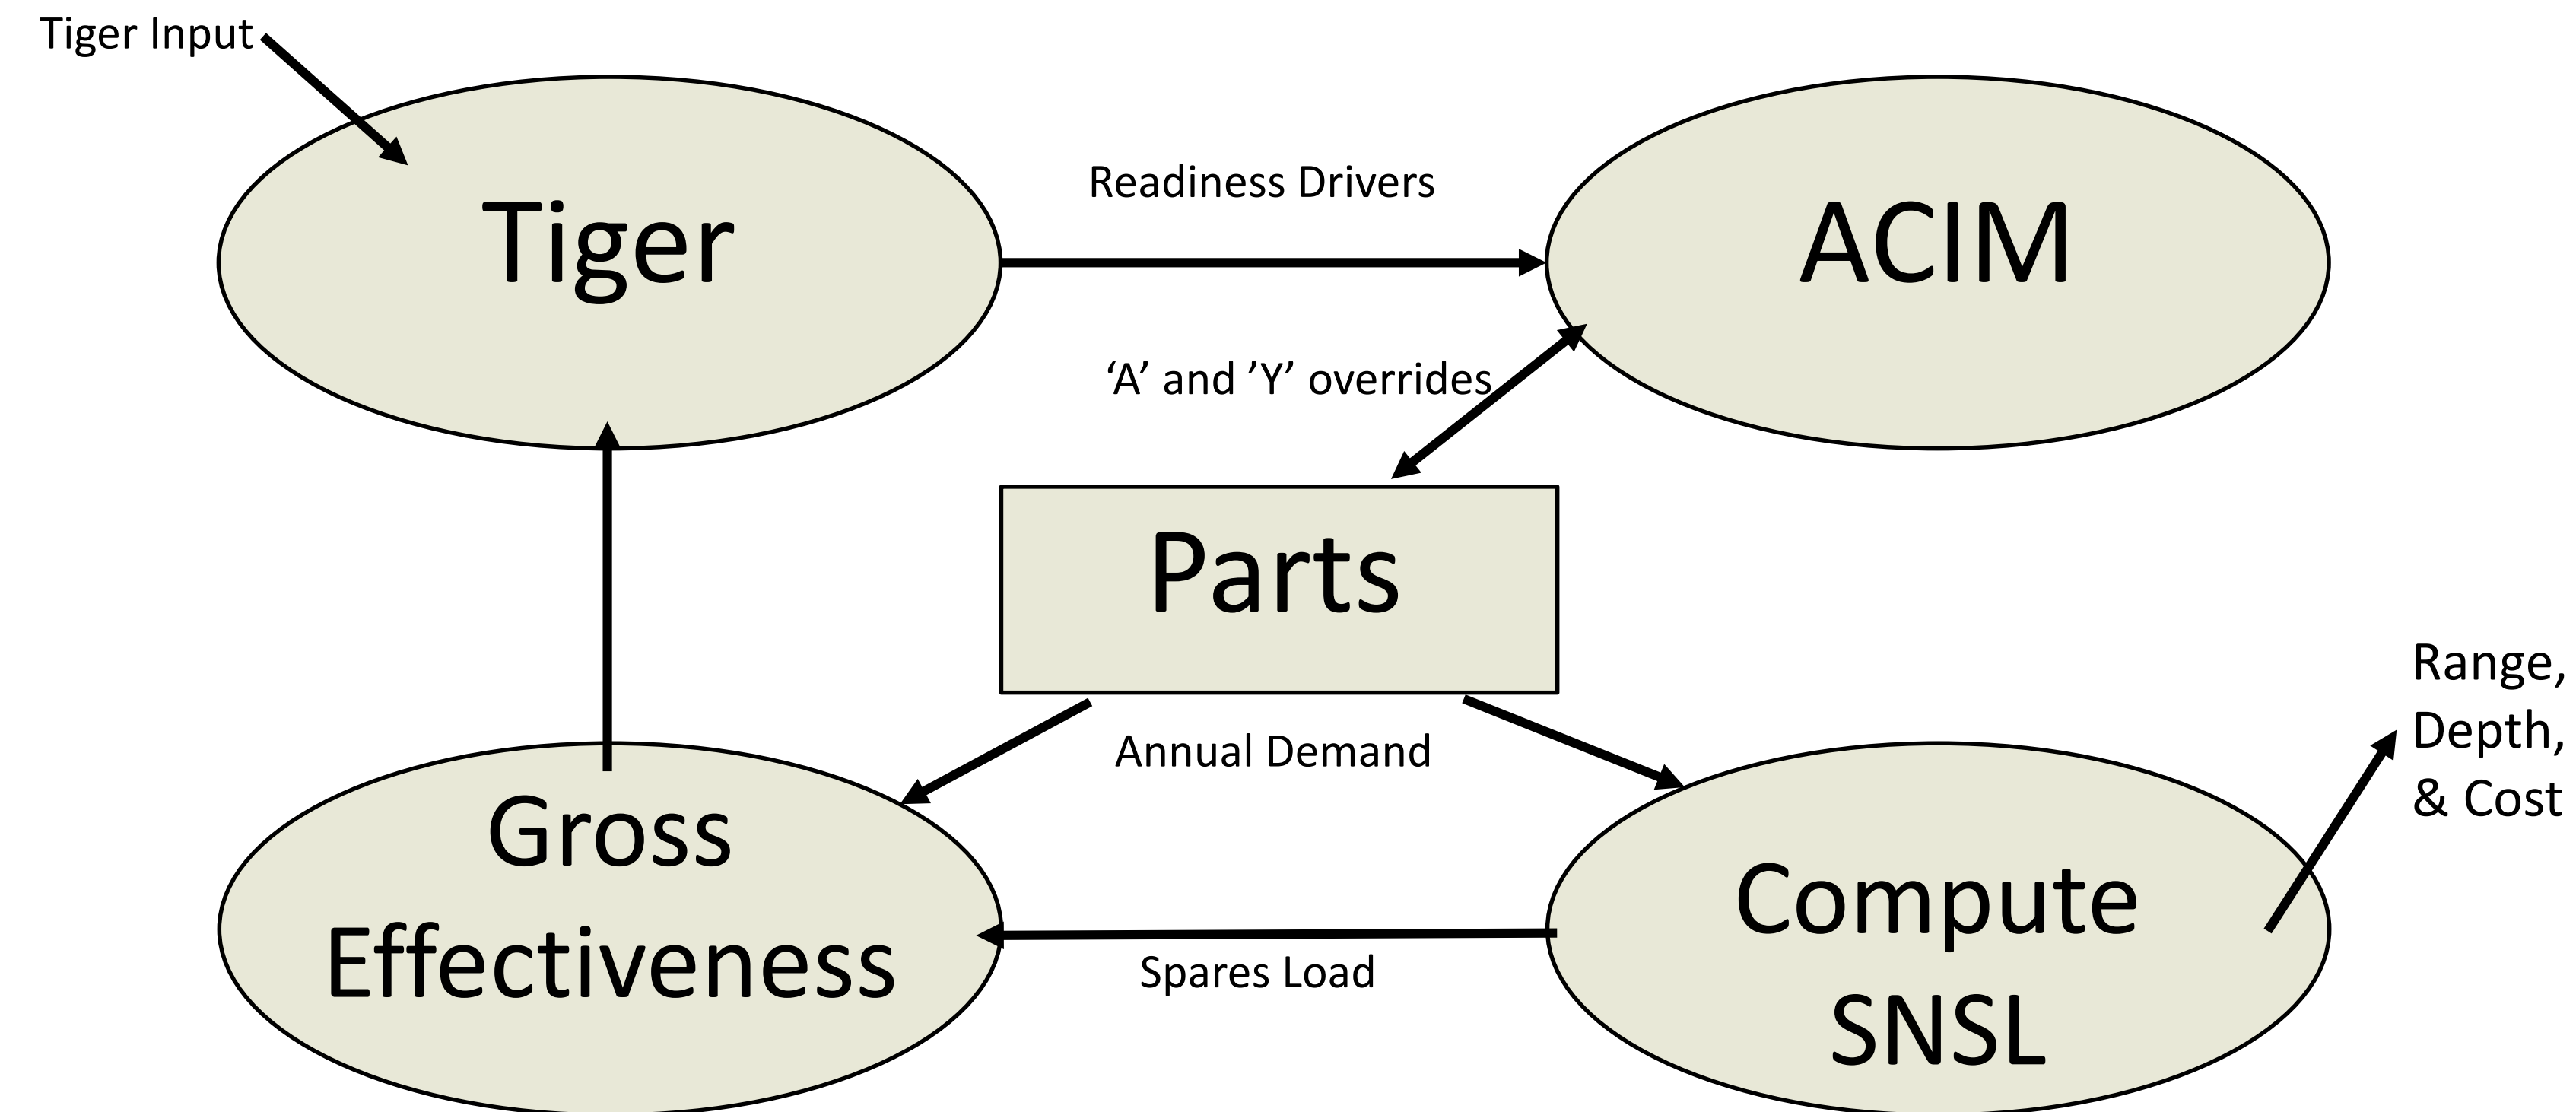 Tiger Input
Tiger
Readiness Drivers
ACIM
‘A’ and ’Y’ overrides
Parts
Annual Demand
Range,
Depth,
& Cost
Gross
Effectiveness
Spares Load
Compute
SNSL